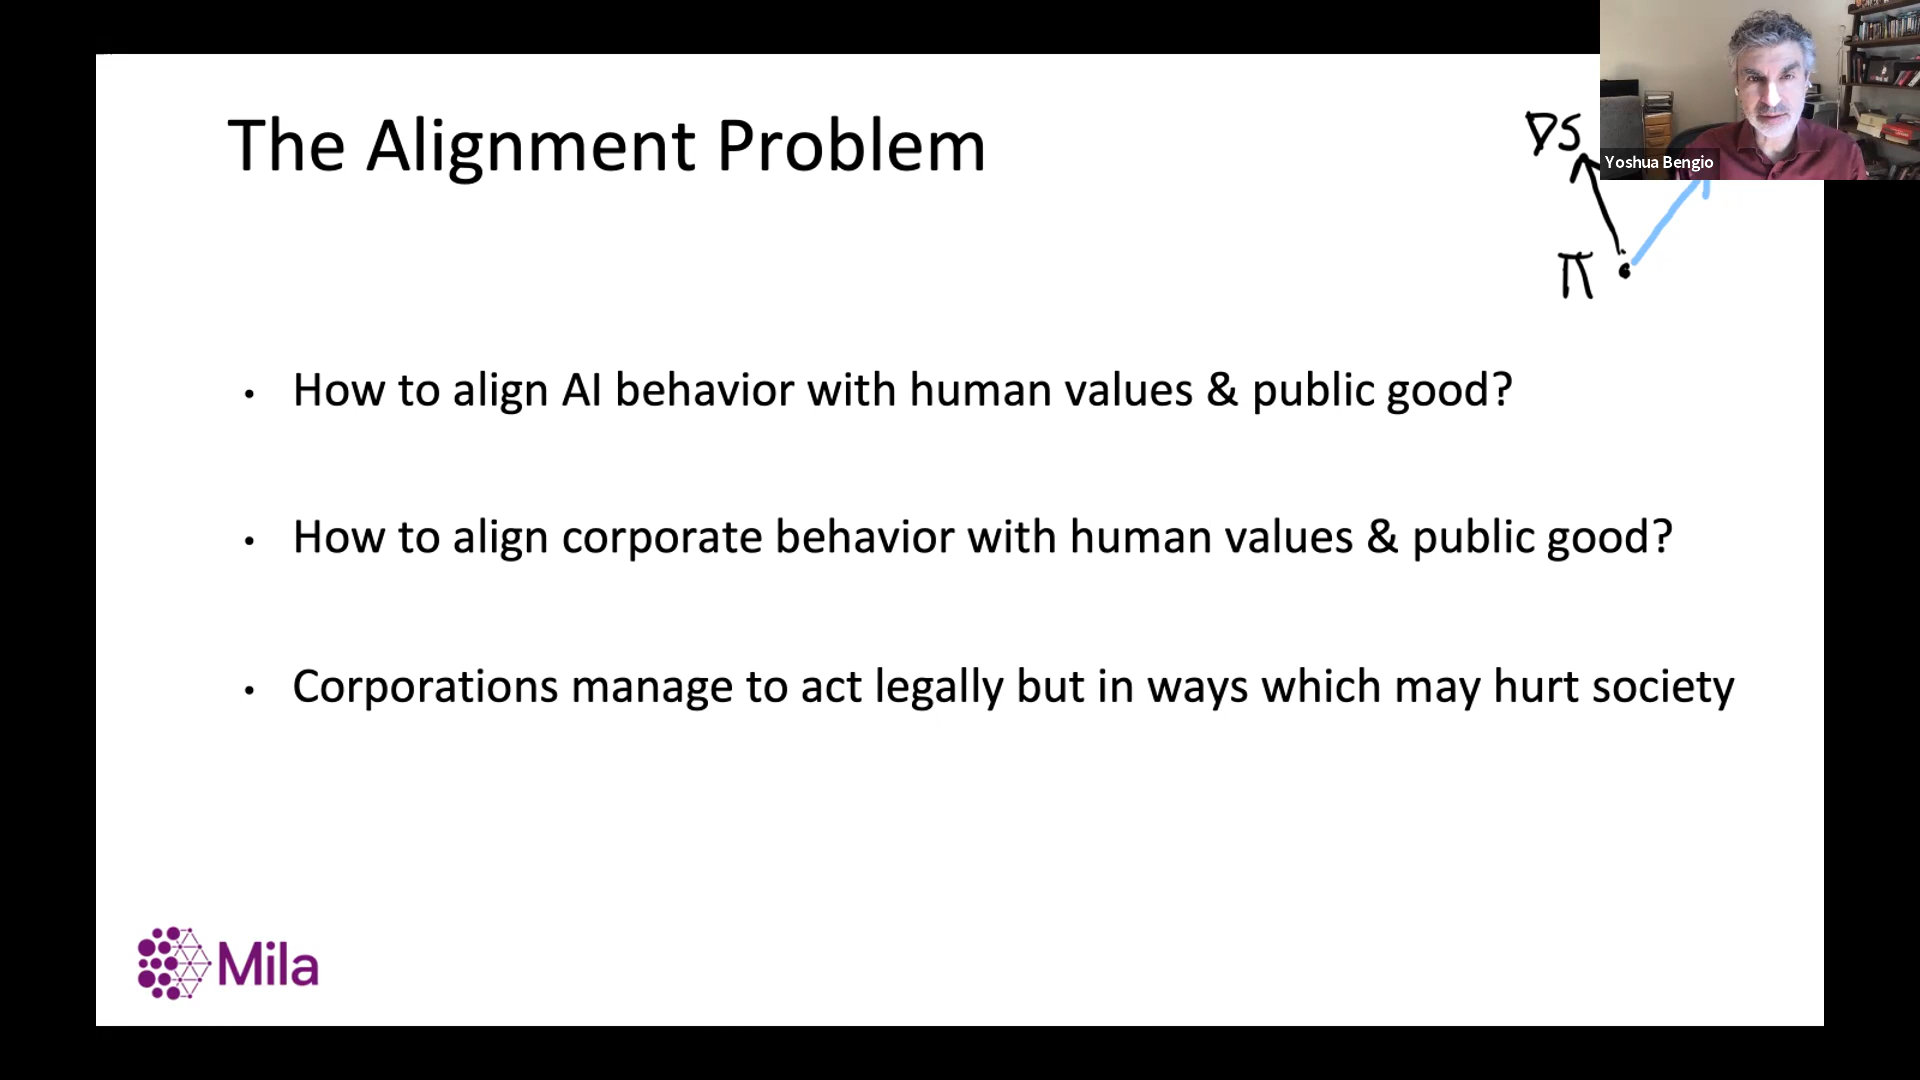 The Alignment Problem
∇S
Yoshua Bengio
π
• How to align AI behavior with human values & public good?
• How to align corporate behavior with human values & public good?
• Corporations manage to act legally but in ways which may hurt society
Mila